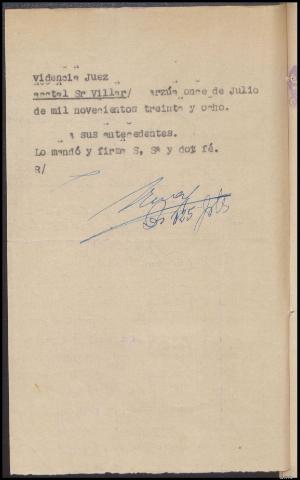 videncia Juez
acctal Sr Villar/ arzúa once de Julio
de mil novecientos treinta y ocho.
a sus antecedentes.
Lo mandó y firma S, Sª y doy fé.
R/